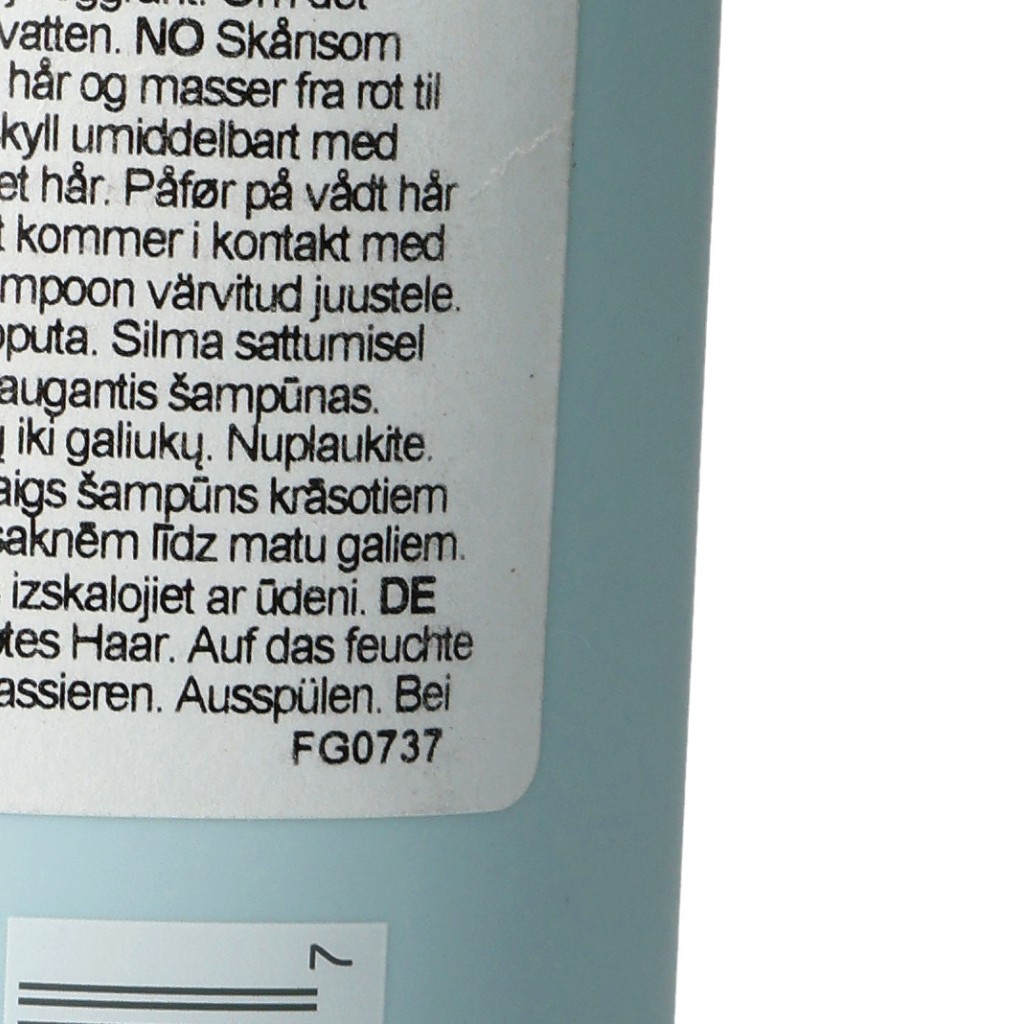 vatten. NO Skånsom
hår og masser fra rot til
kyll umiddelbart med
et hår. Påfør på vådt hår
t kommer i kontakt med
mpoon värvitud juustele.
oputa. Silma sattumisel
augantis šampūnas.
ų iki galiukų. Nuplaukite.
aigs šampūns krāsotiem
saknēm līdz matu galiem.
izskalojiet ar ūdeni. DE
tes Haar. Auf das feuchte
assieren. Ausspülen. Bei
FG0737
7